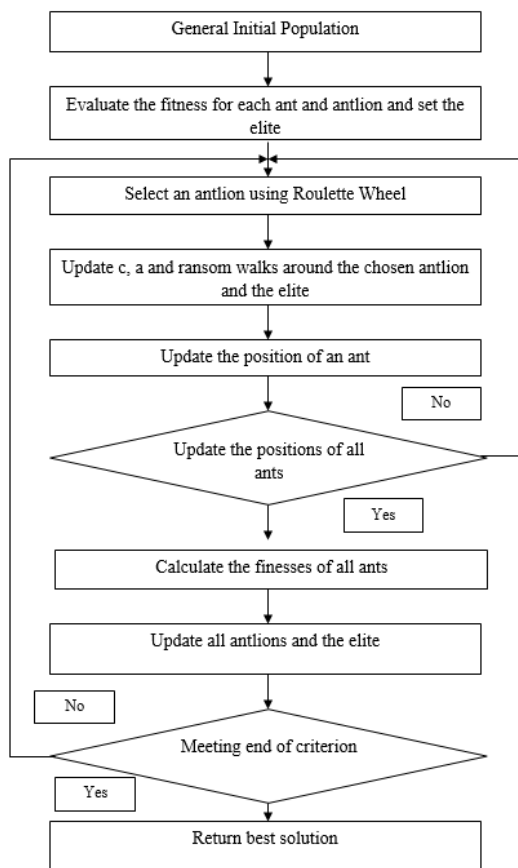 General Initial Population
Evaluate the fitness for each ant and antlion and set the
elite
Select an antlion using Roulette Wheel
Update c, a and ransom walks around the chosen antlion
and the elite
Update the position of an ant
No
Update the positions of all
ants
Yes
Calculate the finesses of all ants
Update all antlions and the elite
No
Meeting end of criterion
Yes
Return best solution